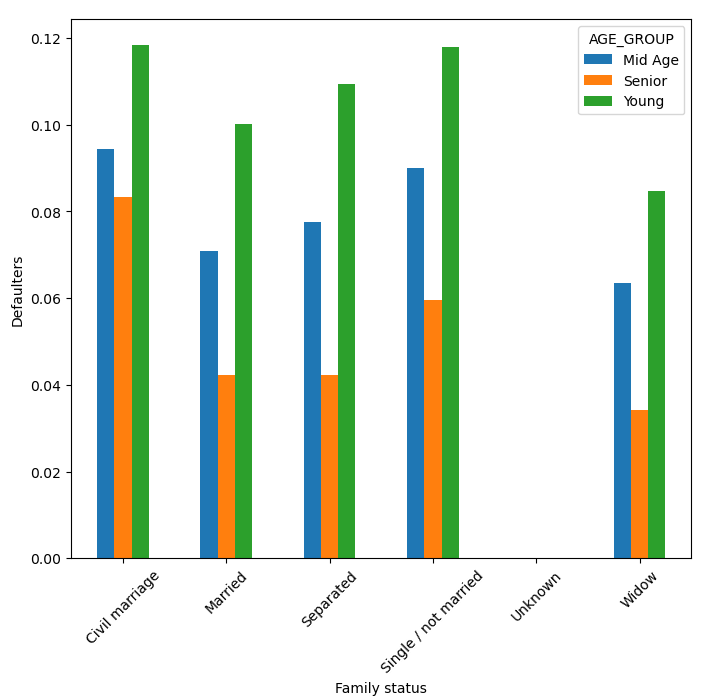 AGE_GROUP
Mid Age
Senior
Young
0.12
0.10
0.08
0.06
0.04
0.02
0.00
Defaulters
Civil marriage
Married
Separated
Single / not married
Unknown
Widow
Family status